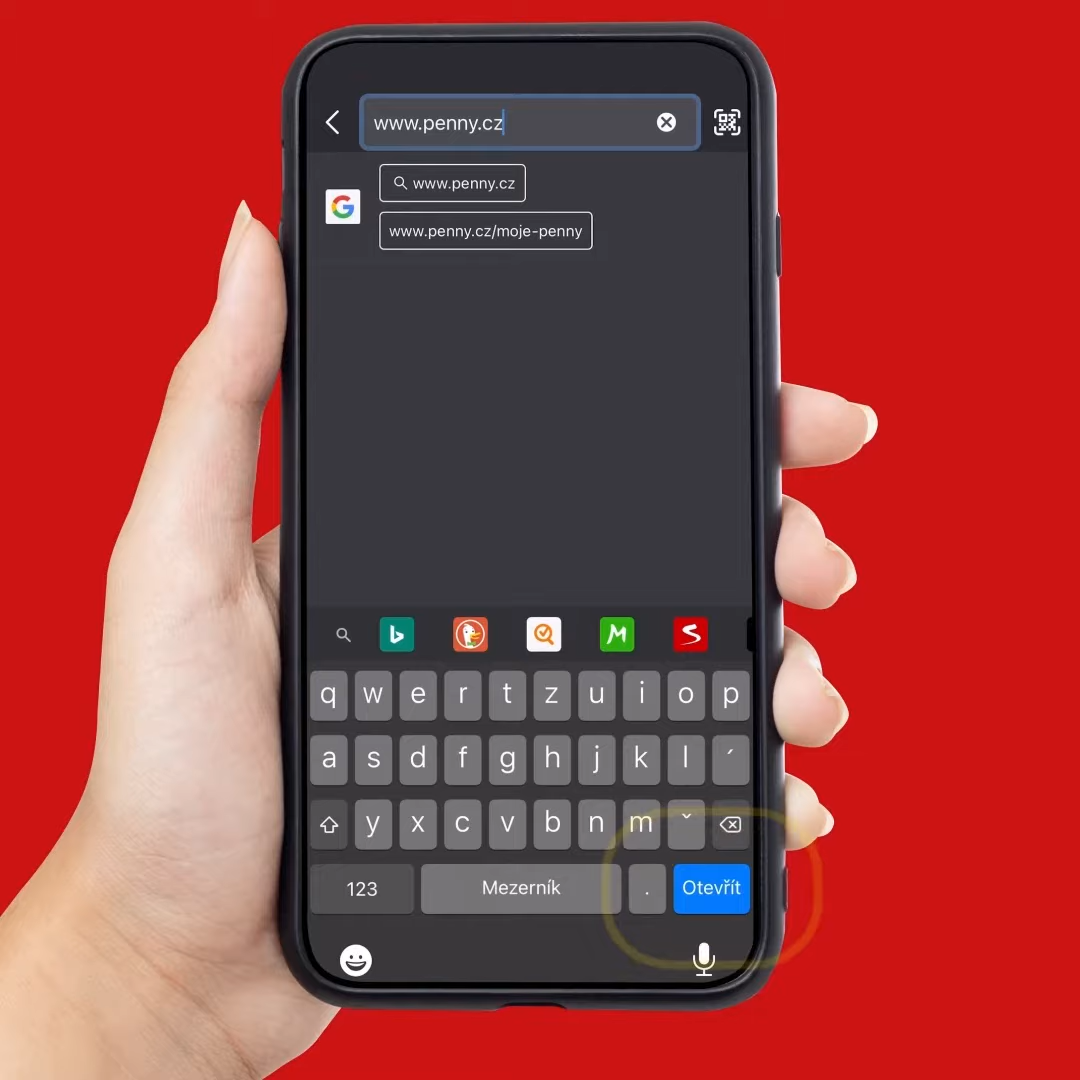 www.penny.cz
www.penny.cz
www.penny.cz/moje-penny
q w e r t z u i o p
a s d f g h j k l ´
y x c v b n m ˇ
123 Mezerník . Otevřít